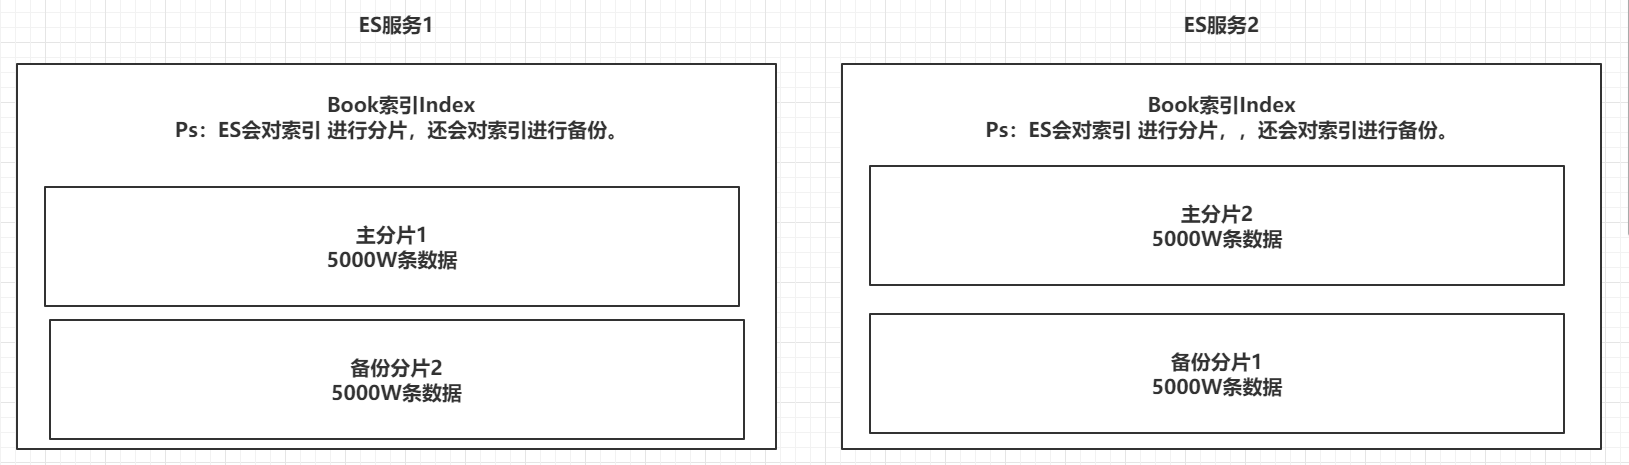 ES服务1
Book索引Index
Ps：ES会对索引 进行分片，还会对索引进行备份。
主分片1
5000W条数据
备份分片2
5000W条数据
ES服务2
Book索引Index
Ps：ES会对索引 进行分片，，还会对索引进行备份。
主分片2
5000W条数据
备份分片1
5000W条数据